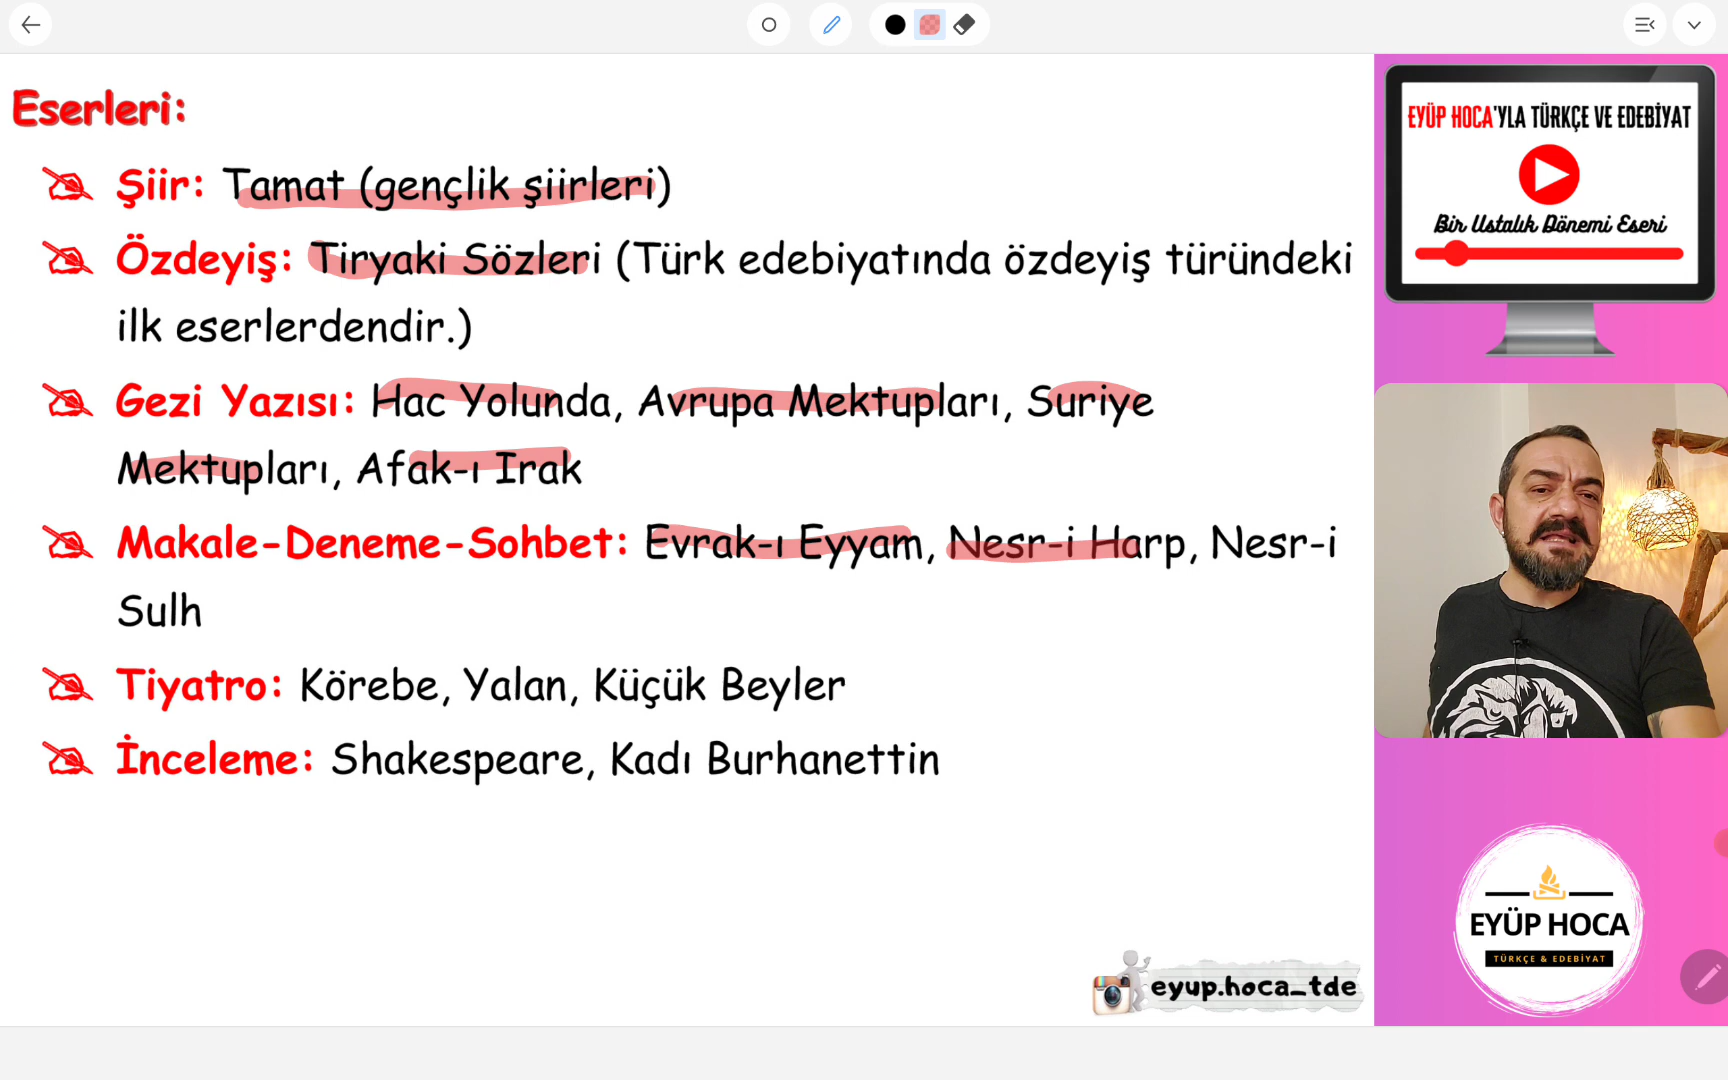 Eserleri:
Şiir: Tamat (gençlik şiirleri)
Özdeyiş: Tiryaki Sözleri (Türk edebiyatında özdeyiş türündeki
ilk eserlerdendir.)
Gezi Yazısı: Hac Yolunda, Avrupa Mektupları, Suriye
Mektupları, Afak-ı Irak
Makale-Deneme-Sohbet: Evrak-ı Eyyam, Nesr-i Harp, Nesr-i
Sulh
Tiyatro: Körebe, Yalan, Küçük Beyler
İnceleme: Shakespeare, Kadı Burhanettin
eyup.hoca_tde
EYÜP HOCA'YLA TÜRKÇE VE EDEBİYAT
Bir Ustalık Dönemi Eseri
EYÜP HOCA
TÜRKÇE & EDEBİYAT